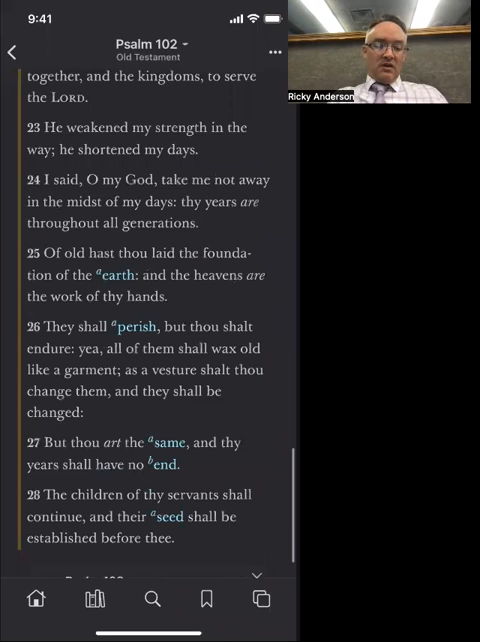 9:41
Psalm 102
Old Testament
Ricky Anderson
together, and the kingdoms, to serve
the LORD.
23 He weakened my strength in the
way; he shortened my days.
24 I said, O my God, take me not away
in the midst of my days: thy years are
throughout all generations.
25 Of old hast thou laid the founda-
tion of the a earth: and the heavens are
the work of thy hands.
26 They shall a perish, but thou shalt
endure: yea, all of them shall wax old
like a garment; as a vesture shalt thou
change them, and they shall be
changed:
27 But thou art the a same, and thy
years shall have no b end.
28 The children of thy servants shall
continue, and their a seed shall be
established before thee.